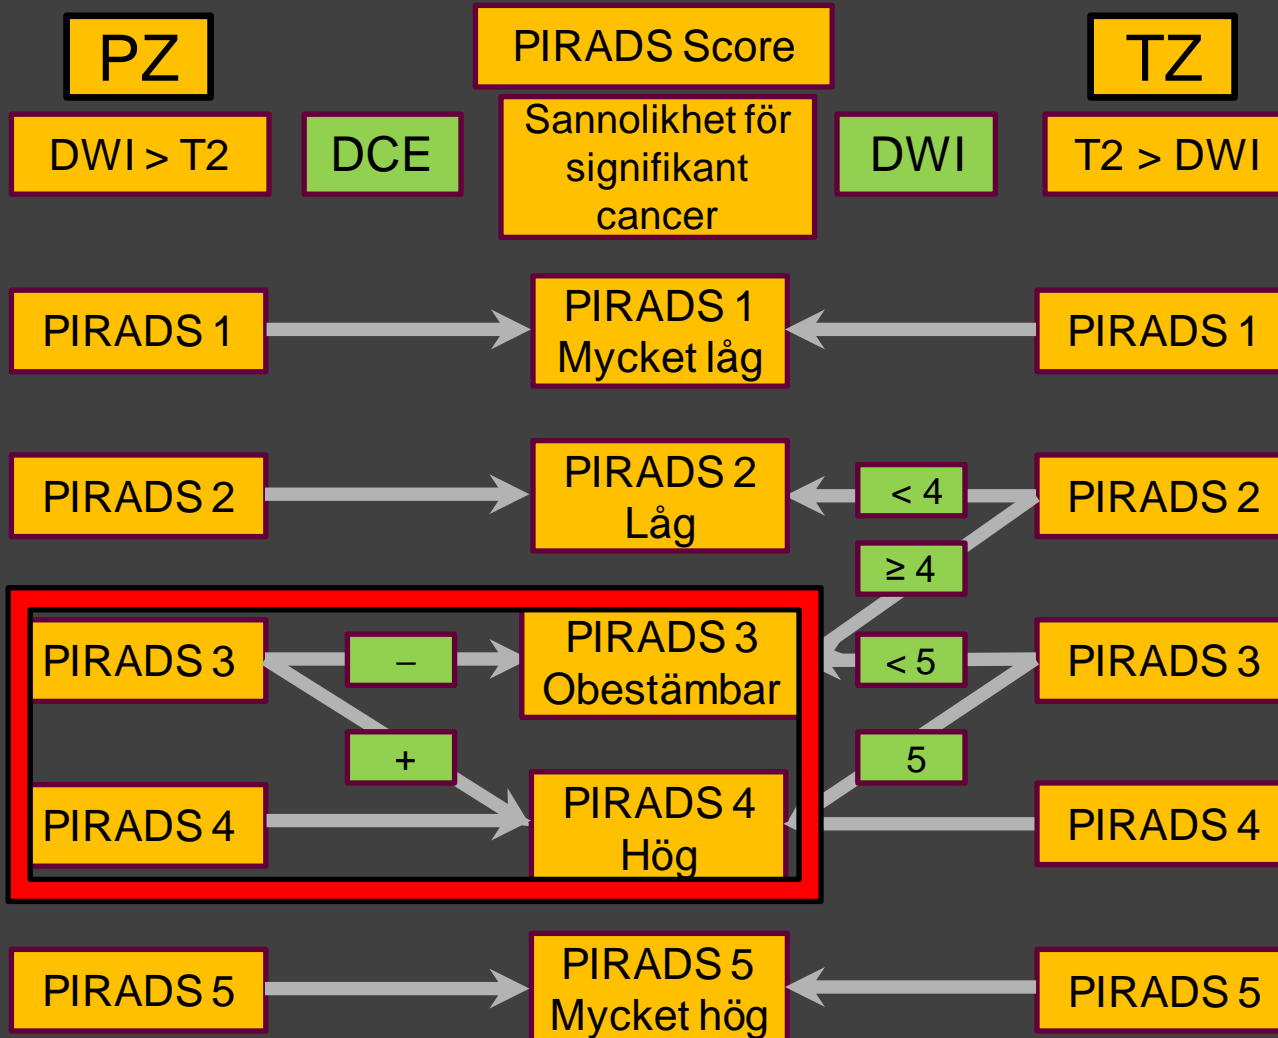 PZ
PIRADS Score
TZ
DWI > T2
DCE
Sannolikhet för
signifikant
cancer
DWI
T2 > DWI
PIRADS 1
PIRADS 1
Mycket låg
PIRADS 1
PIRADS 2
PIRADS 2
Låg
< 4
PIRADS 2
≥ 4
PIRADS 3
–
PIRADS 3
Obestämbar
< 5
PIRADS 3
+
5
PIRADS 4
PIRADS 4
Hög
PIRADS 4
PIRADS 5
PIRADS 5
Mycket hög
PIRADS 5